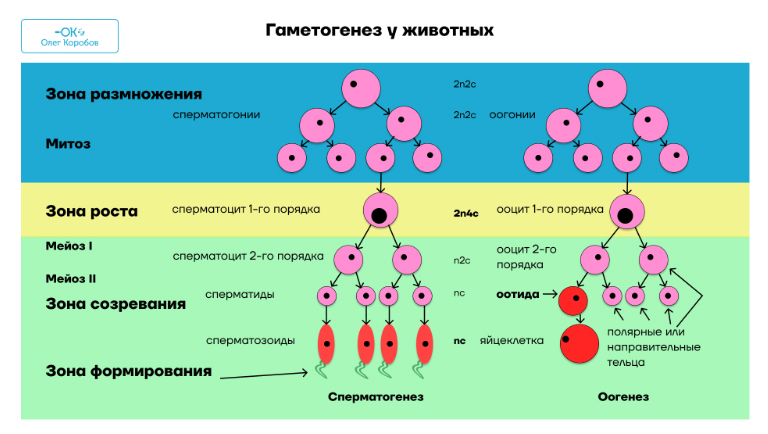 -ОК
Олег Коробов
Гаметогенез у животных
Зона размножения
2n2c
сперматогонии
2n2c
оогонии
Митоз
Зона роста
сперматоцит 1-го порядка
2n4c
ооцит 1-го порядка
Мейоз I
сперматоцит 2-го порядка
n2c
ооцит 2-го
порядка
Мейоз II
Зона созревания
сперматиды
nc
оотида
сперматозоиды
nc
яйцеклетка
полярные или
направительные
тельца
Зона формирования
Сперматогенез
Оогенез